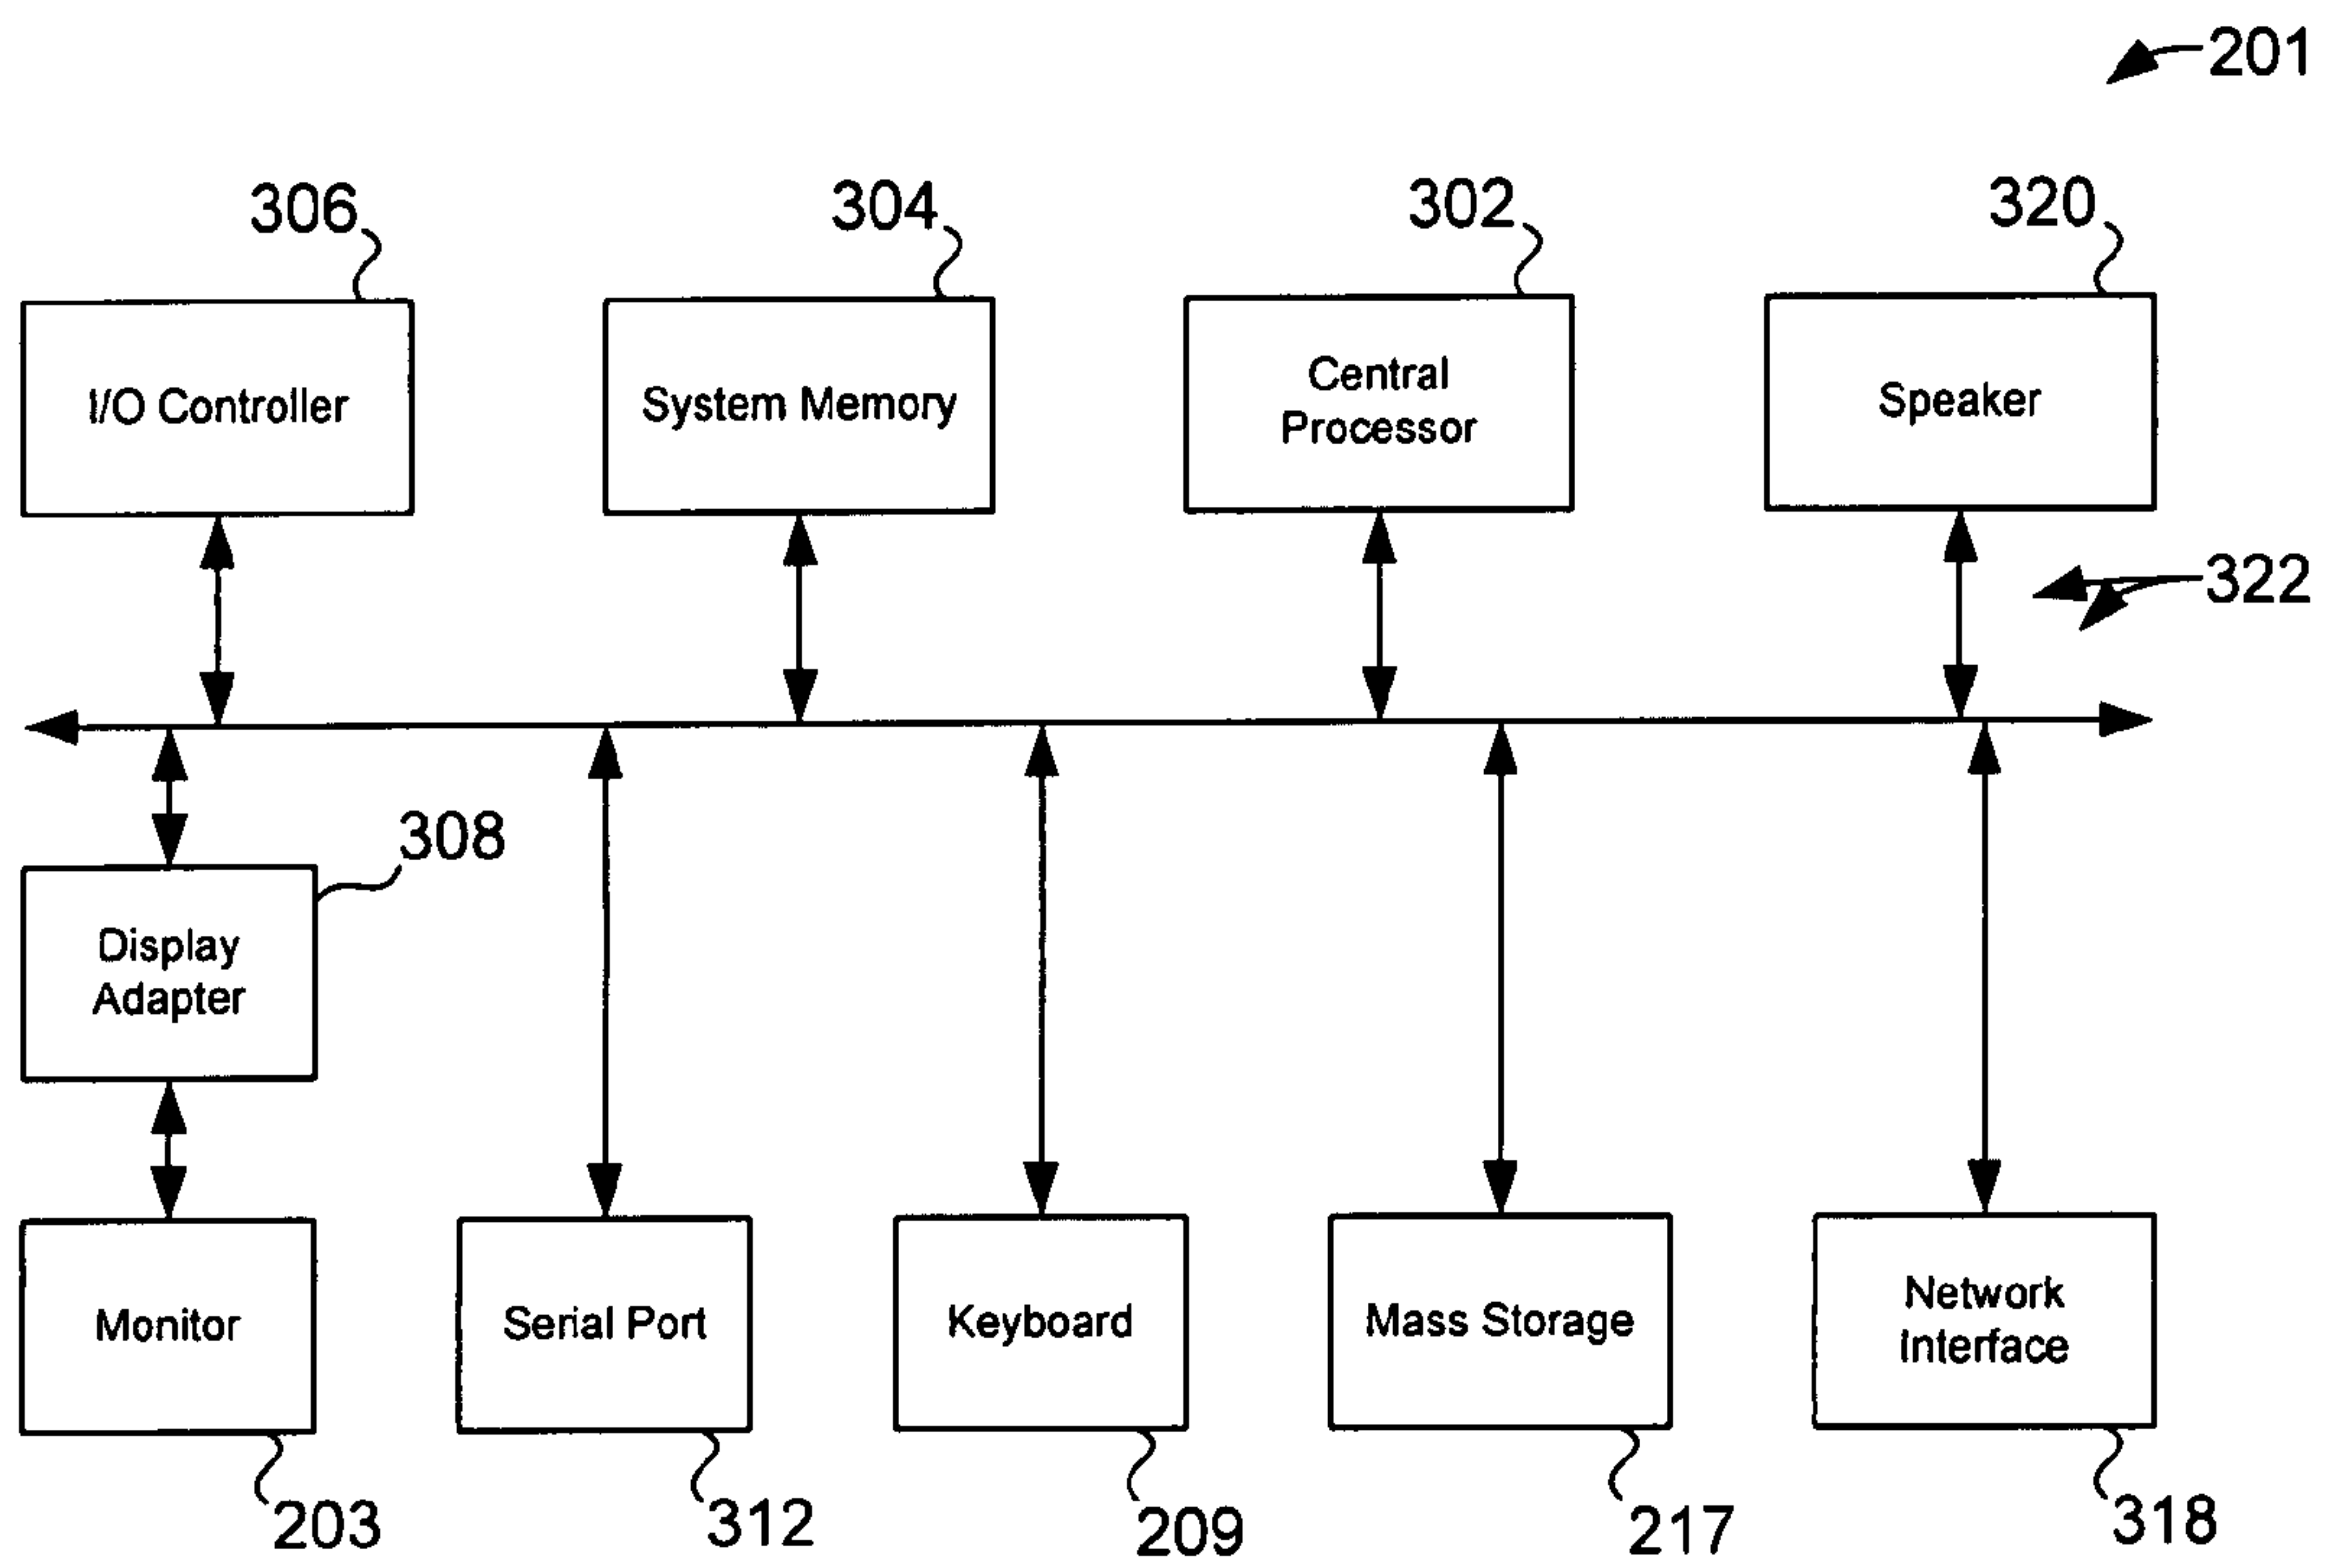 201
306
304
302
320
I/O Controller
System Memory
Central
Processor
Speaker
322
308
Display
Adapter
Monitor
Serial Port
Keyboard
Mass Storage
Network
Interface
203
312
209
217
318